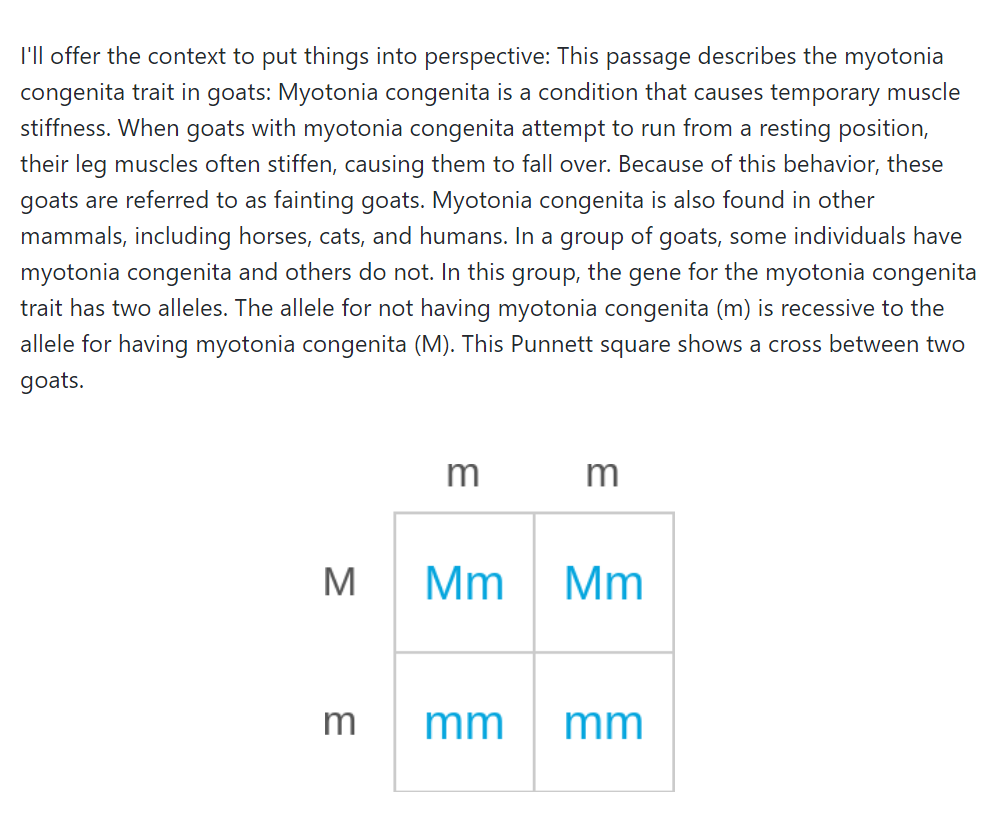 I'll offer the context to put things into perspective: This passage describes the myotonia
congenita trait in goats: Myotonia congenita is a condition that causes temporary muscle
stiffness. When goats with myotonia congenita attempt to run from a resting position,
their leg muscles often stiffen, causing them to fall over. Because of this behavior, these
goats are referred to as fainting goats. Myotonia congenita is also found in other
mammals, including horses, cats, and humans. In a group of goats, some individuals have
myotonia congenita and others do not. In this group, the gene for the myotonia congenita
trait has two alleles. The allele for not having myotonia congenita (m) is recessive to the
allele for having myotonia congenita (M). This Punnett square shows a cross between two
goats.
m m
M Mm Mm
m mm mm